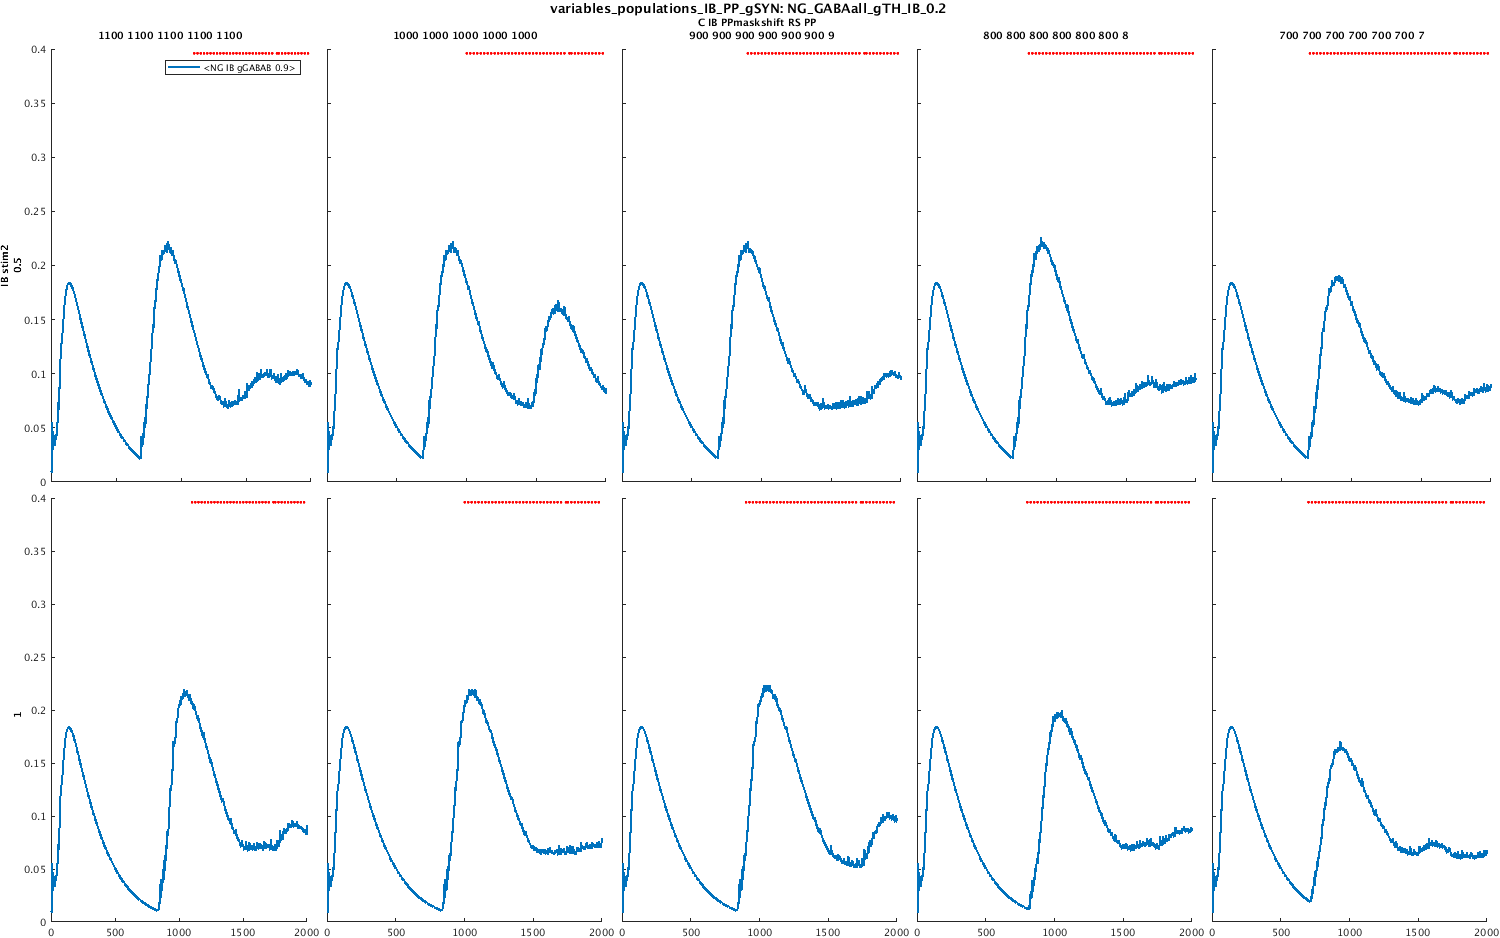 variables_populations_IB_PP_gSYN: NG_GABAall_gTH_IB_0.2
C IB PPmaskshift RS PP
1100 1100 1100 1100 1100
1000 1000 1000 1000 1000
900 900 900 900 900 900 9
800 800 800 800 800 800 8
700 700 700 700 700 700 7
<NG IB gGABAB 0.9>
IB stim2
0.5
0.4
0.35
0.3
0.25
0.2
0.15
0.1
0.05
0
1
0.4
0.35
0.3
0.25
0.2
0.15
0.1
0.05
0
0 500 1000 1500 2000
0 500 1000 1500 2000
0 500 1000 1500 2000
0 500 1000 1500 2000
0 500 1000 1500 2000